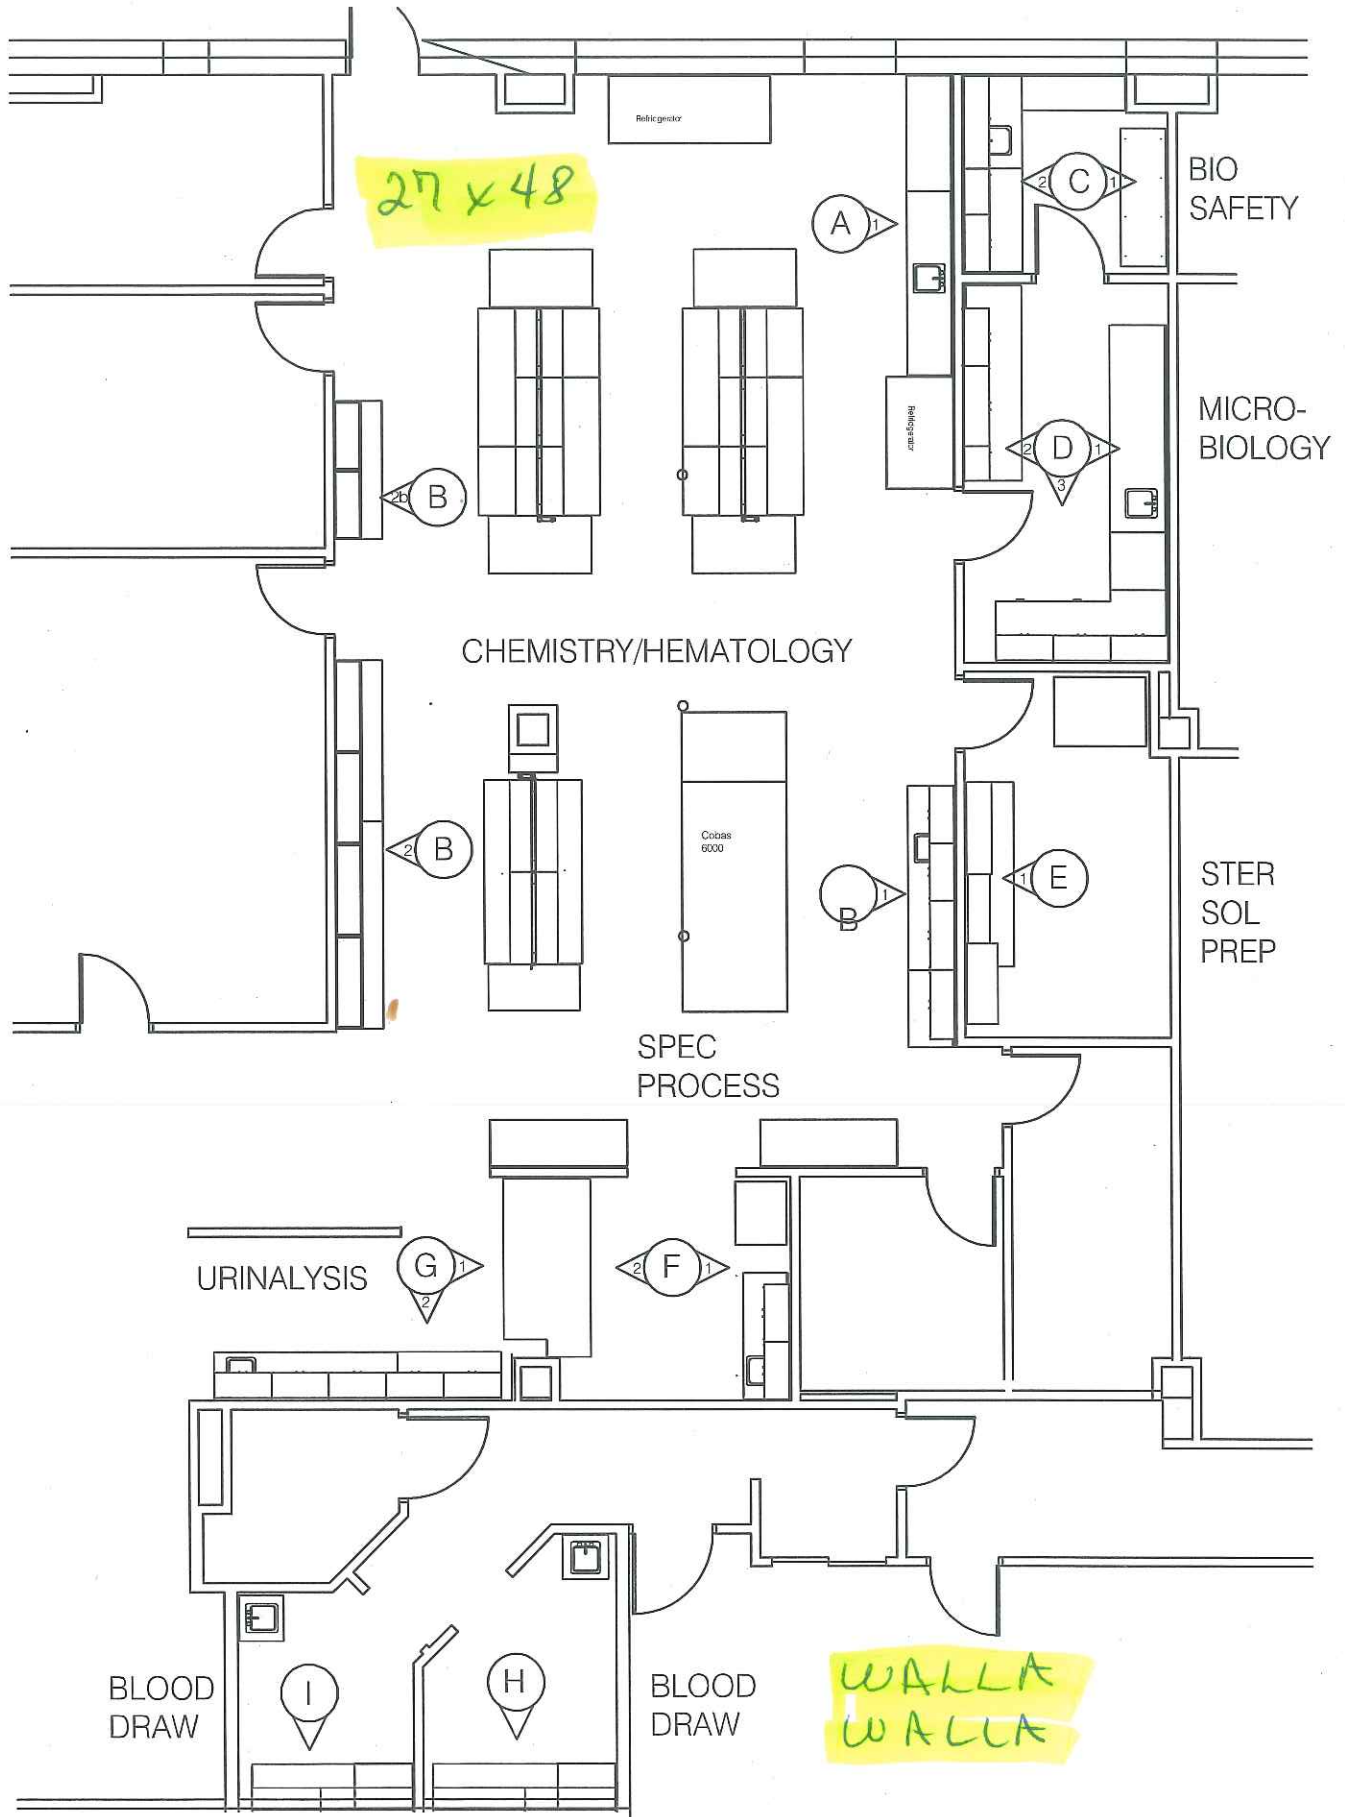 Refrigerator
27 x 48
BIO
SAFETY
2 C 1
A 1
Refrigerator
MICRO-
BIOLOGY
2 D 1
3
2b B
CHEMISTRY/HEMATOLOGY
Cobas
6000
2 B
B 1
1 E
STER
SOL
PREP
SPEC
PROCESS
URINALYSIS
G 1
2
2 F 1
BLOOD
DRAW
I
H
BLOOD
DRAW
WALLA
WALLA